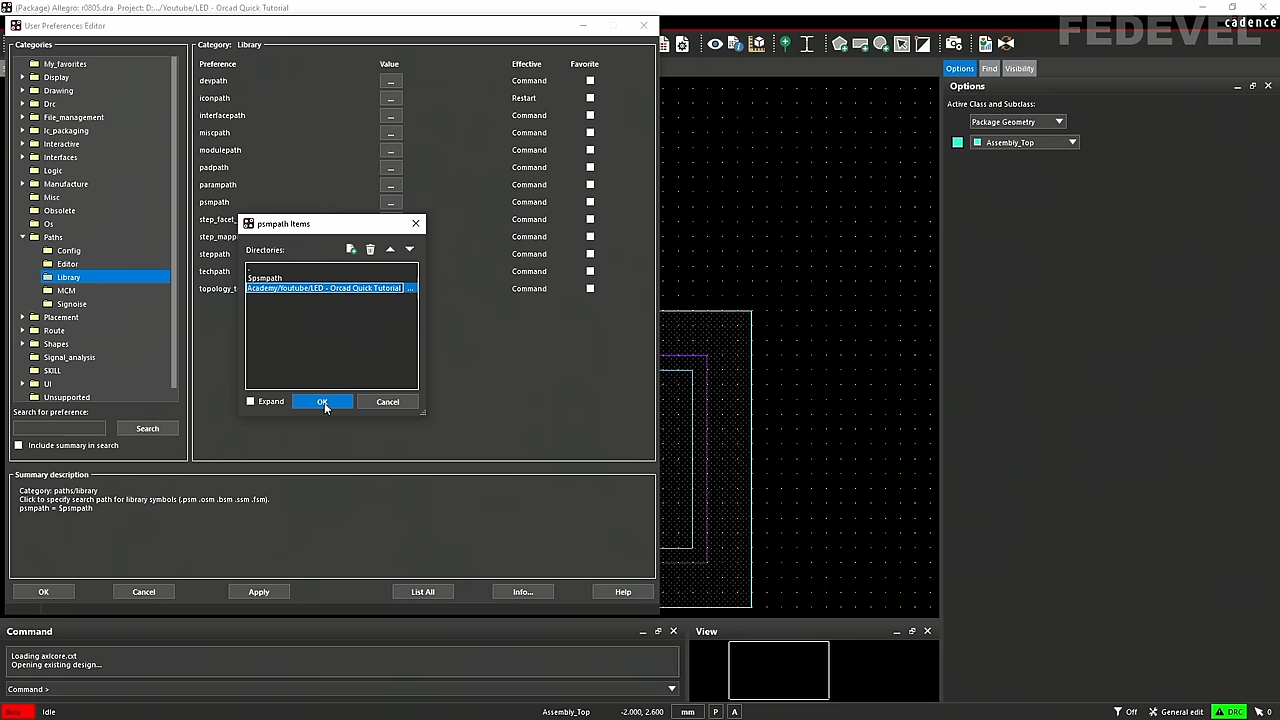 (Package) Allegro: r0805.dra Project: D:.../Youtube/LED - Orcad Quick Tutorial
User Preferences Editor
FEDEVEL
cadence
Categories
My_favorites
Display
Drawing
Drc
File_management
Ic_packaging
Interactive
Interfaces
Logic
Manufacture
Misc
Obsolete
Os
Paths
Config
Editor
Library
MCM
Signoise
Placement
Route
Shapes
Signal_analysis
SKILL
UI
Unsupported
Search for preference:
Search
Include summary in search
Category: Library
Preference Value Effective Favorite
devpath ... Command
iconpath ... Restart
interfacepath ... Command
miscpath ... Command
modulepath ... Command
padpath ... Command
parampath ... Command
psmpath ... Command
step_facet_ Command
step_mapp Command
steppath Command
techpath Command
topology_t Command
psmpath Items
Directories:
.
$psmpath
Academy/Youtube/LED - Orcad Quick Tutorial ...
Expand OK Cancel
Summary description
Category: paths/library
Click to specify search path for library symbols (.psm .osm .bsm .ssm .fsm).
psmpath = $psmpath
OK Cancel Apply List All Info... Help
Options Find Visibility
Options
Active Class and Subclass:
Package Geometry
Assembly_Top
Command
Loading axlcore.cxt
Opening existing design...
Command >
View
Idle Assembly_Top -2.000, 2.600 mm P A Off General edit DRC 0